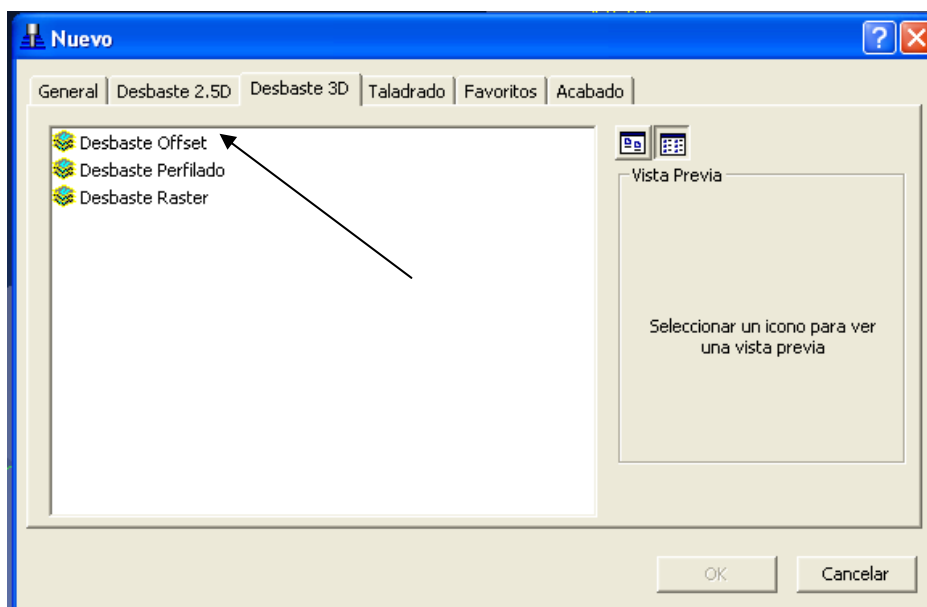 Nuevo
General
Desbaste 2.5D
Desbaste 3D
Taladrado
Favoritos
Acabado
Desbaste Offset
Desbaste Perfilado
Desbaste Raster
Vista Previa
Seleccionar un icono para ver
una vista previa
OK
Cancelar